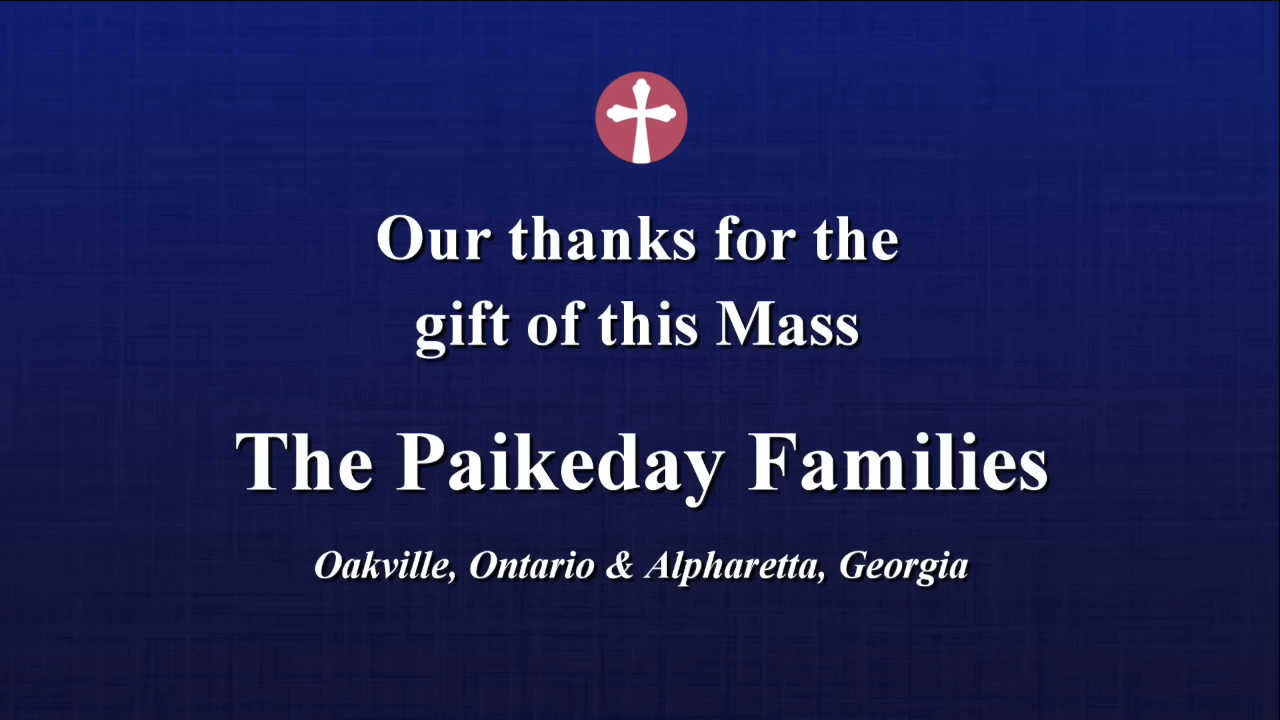 Our thanks for the
gift of this Mass
The Paikeday Families
Oakville, Ontario & Alpharetta, Georgia